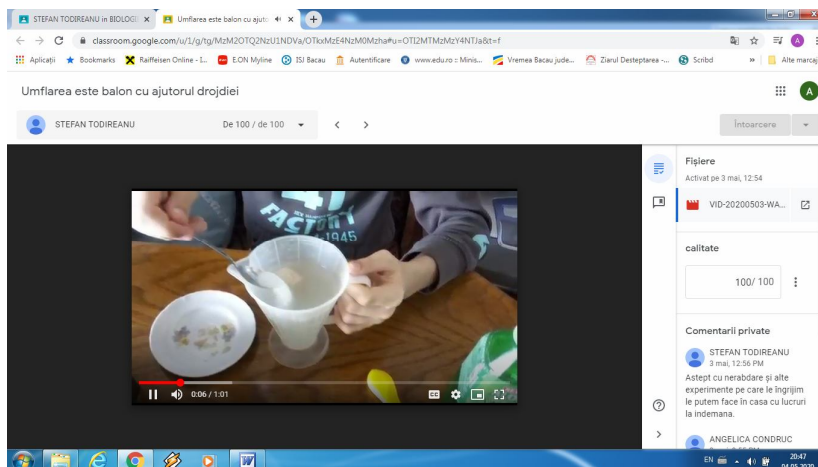 STEFAN TODIREANU in BIOLOGI
Umflarea este balon cu ajuto
classroom.google.com/u/1/g/tg/MzM2OTQ2NzU1NDVa/OTkxMzE4NzM0Mzha#u=OTI2MTMzMzY4NTJa&t=f
A
Aplicații
Bookmarks
Raiffeisen Online - I...
E.ON Myline
ISJ Bacau
Autentificare
www.edu.ro :: Minis...
Vremea Bacau jude...
Ziarul Desteptarea -...
Scribd
»
Alte marcaj
Umflarea este balon cu ajutorul drojdiei
A
STEFAN TODIREANU
De 100 / de 100
Întoarcere
Fișiere
Activat pe 3 mai, 12:54
VID-20200503-WA...
calitate
100/ 100
Comentarii private
STEFAN TODIREANU
3 mai, 12:56 PM
Astept cu nerabdare și alte
experimente pe care le îngrijim
le putem face în casa cu lucruri
la indemana.
ANGELICA CONDRUC
41
FACTORY
1945
0:06 / 1:01
CC
EN
20:47
04.05.2020